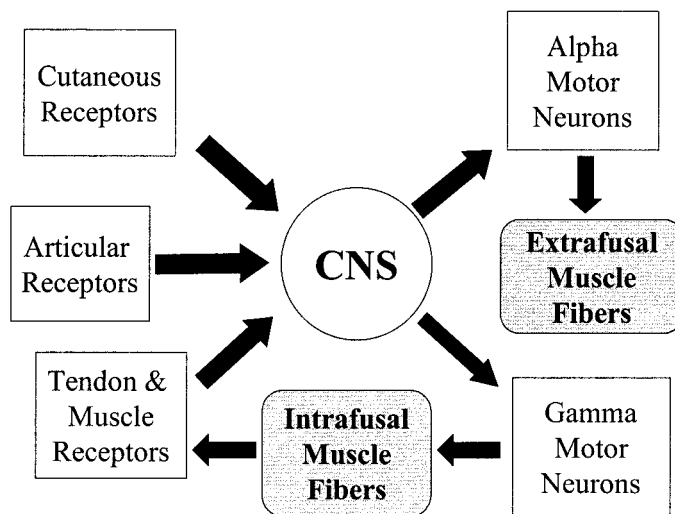 Cutaneous
Receptors
Alpha
Motor
Neurons
Articular
Receptors
CNS
Extrafusal
Muscle
Fibers
Tendon &
Muscle
Receptors
Intrafusal
Muscle
Fibers
Gamma
Motor
Neurons